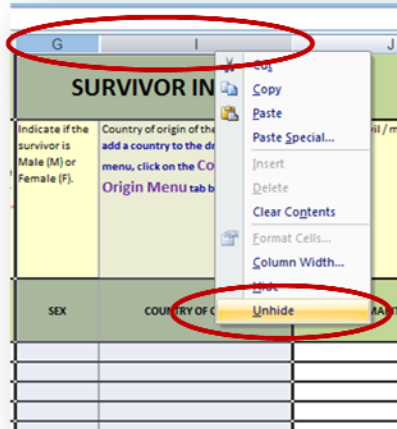 G I J
SURVIVOR IN
Indicate if the
survivor is
Male (M) or
Female (F).
Country of origin of the
add a country to the
menu, click on the
Origin Menu tab
Cut
Copy
Paste
Paste Special...
Insert
Delete
Clear Contents
Format Cells...
Column Width...
Hide
Unhide
SEX
COUNTRY OF